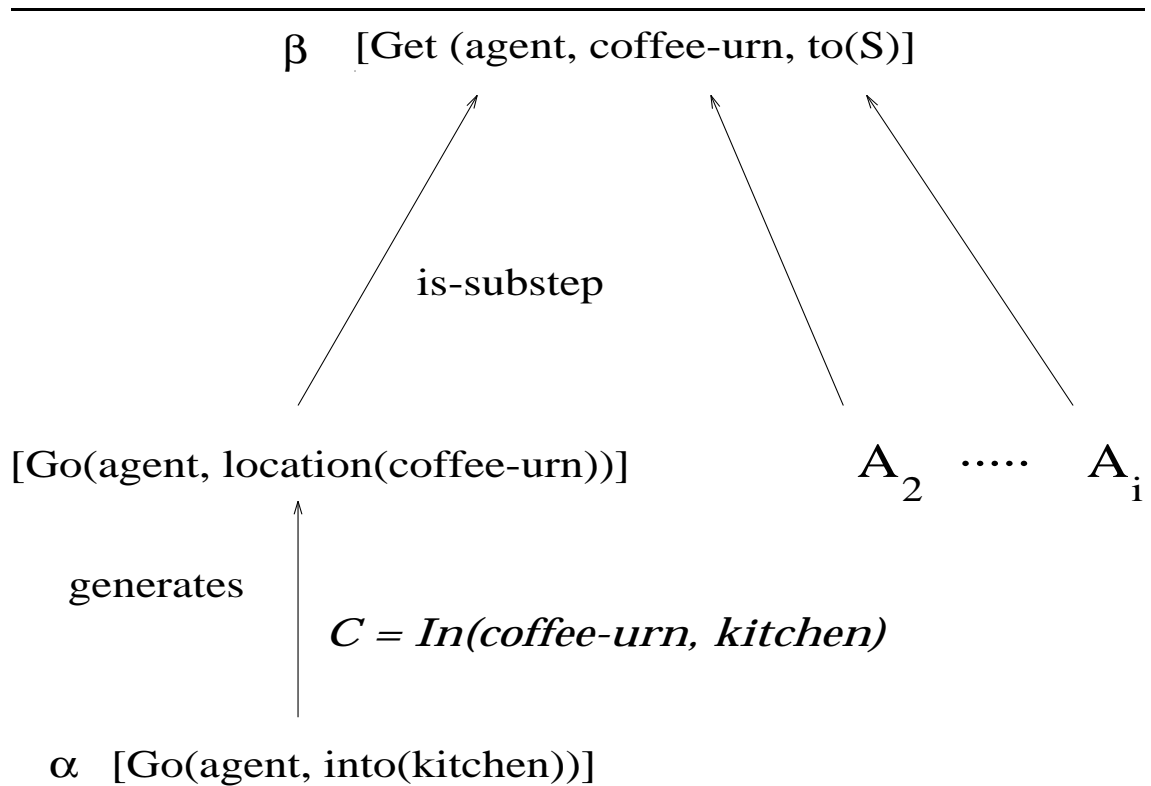 β [Get (agent, coffee-urn, to(S)]
is-substep
[Go(agent, location(coffee-urn))] A2 ..... Ai
generates
C = In(coffee-urn, kitchen)
α [Go(agent, into(kitchen))]